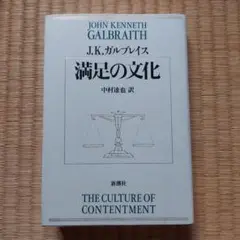 JOHN KENNETH
GALBRAITH
J.K.ガルブレイス
満足の文化
中村達也 訳
新潮社
THE CULTURE OF
CONTENTMENT